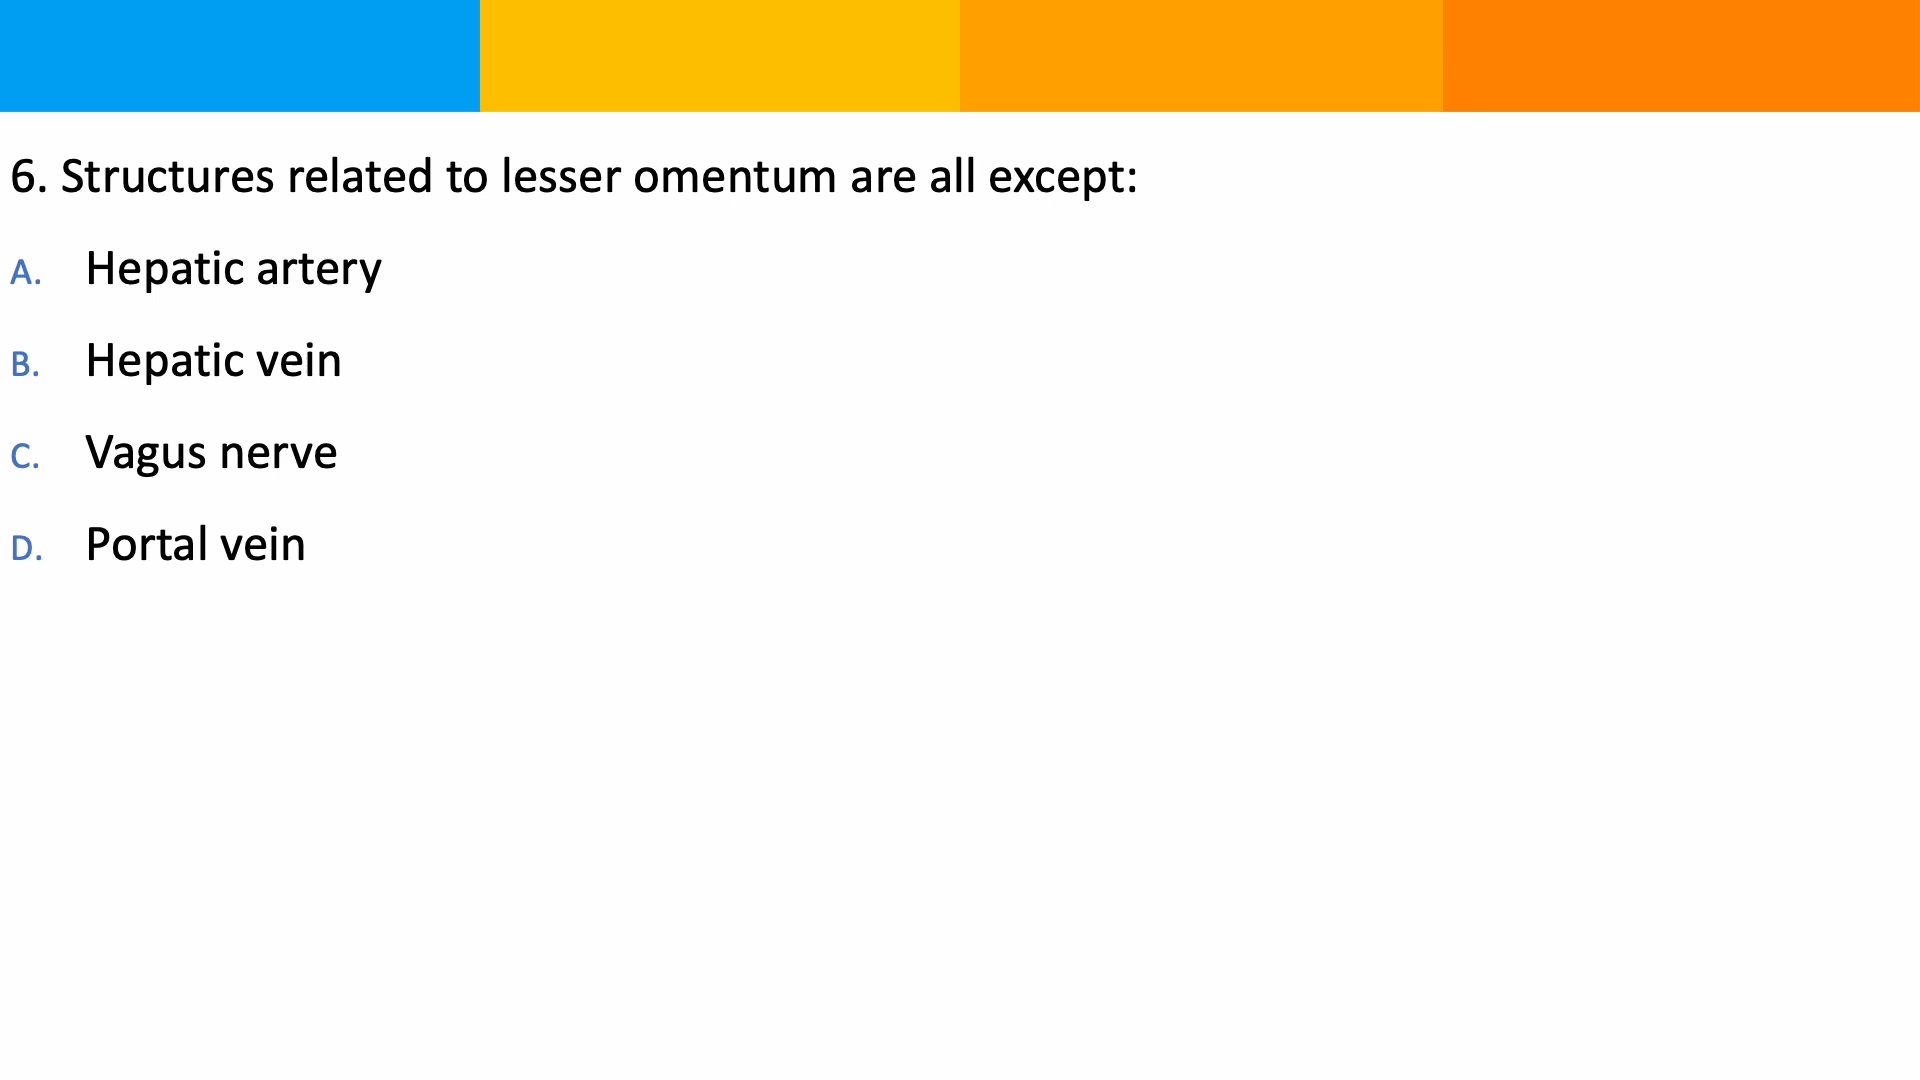 6. Structures related to lesser omentum are all except:
A. Hepatic artery
B. Hepatic vein
C. Vagus nerve
D. Portal vein